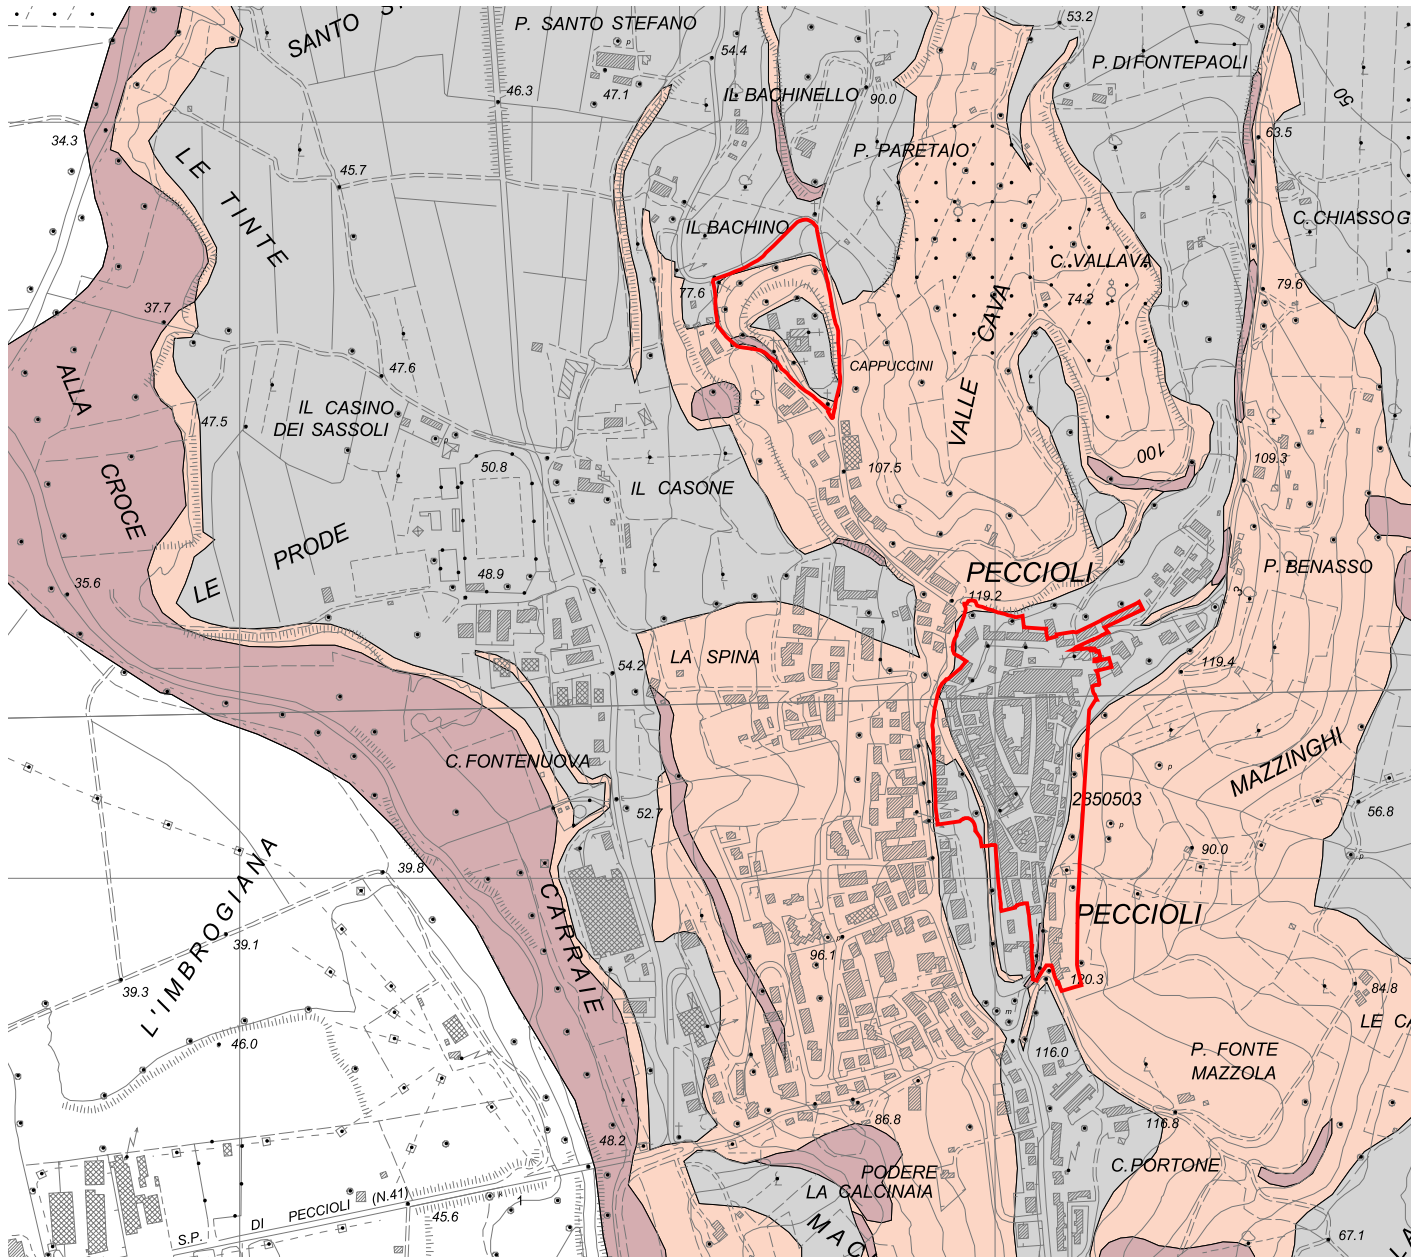 SANTO S
P. SANTO STEFANO
53.2
54.4
P. DI FONTEPAOLI
46.3
47.1
IL BACHINELLO
90.0
50
34.3
63.5
LE TINTE
P. PARETAIO
45.7
IL BACHINO
C. CHIASSO G
C. VALLAVA
77.6
74.2
79.6
37.7
VALLE CAVA
ALLA CROCE
47.6
CAPPUCCINI
47.5
IL CASINO
DEI SASSOLI
100
109.3
50.8
107.5
IL CASONE
LE PRODE
48.9
35.6
PECCIOLI
P. BENASSO
119.2
LA SPINA
54.2
119.4
C. FONTENUOVA
MAZZINGHI
2850503
52.7
56.8
90.0
39.8
L'IMBROGIANA
CARRAIE
PECCIOLI
39.1
96.1
39.3
120.3
84.8
LE CA
46.0
116.0
P. FONTE
MAZZOLA
86.8
116.8
48.2
C. PORTONE
PODERE
LA CALCINAIA
S.P. DI PECCIOLI (N.41)
45.6
1
MAC
67.1
LA